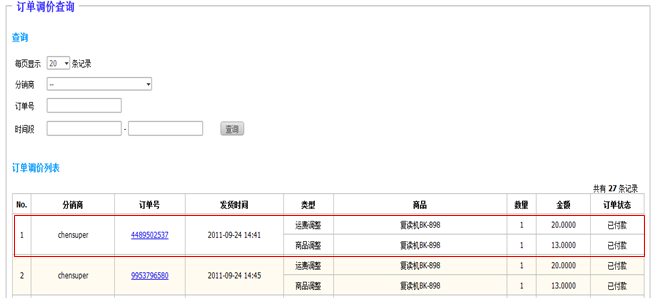 订单调价查询
查询
每页显示 20 条记录
分销商 --
订单号
时间段 - 查询
订单调价列表
共有 27 条记录
No. 分销商 订单号 发货时间 类型 商品 数量 金额 订单状态
1 chensuper 4489502537 2011-09-24 14:41 运费调整 复读机BK-898 1 20.0000 已付款
商品调整 复读机BK-898 1 13.0000 已付款
2 chensuper 9953796580 2011-09-24 14:45 运费调整 复读机BK-898 1 20.0000 已付款
商品调整 复读机BK-898 1 13.0000 已付款